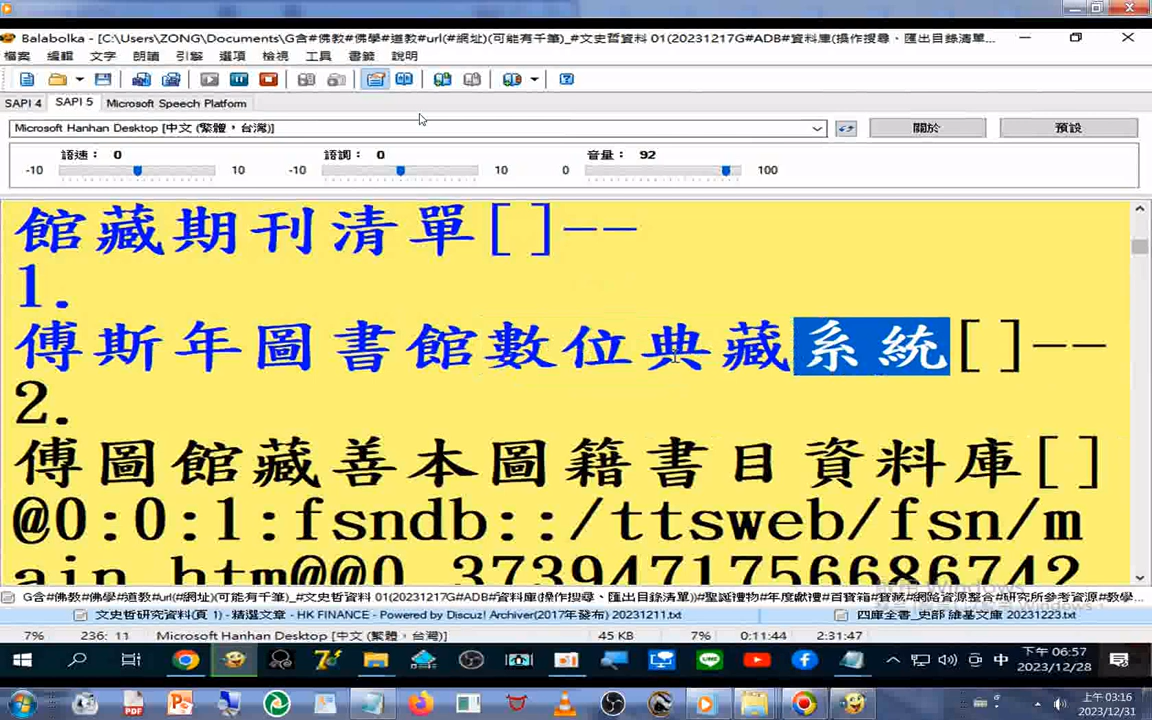 Balabolka - [C:\Users\ZONG\Documents\G含#佛教#佛學#道教#url(#網址)(可能有千筆)_#文史哲資料 01(20231217G#ADB#資料庫(操作搜尋、匯出目錄清單...
檔案 編輯 文字 朗讀 引擎 選項 檢視 工具 書籤 說明
SAPI 4 SAPI 5 Microsoft Speech Platform
Microsoft Hanhan Desktop [中文 (繁體，台灣)] 關於 預設
語速： 0 語調： 0 音量： 92
-10 10 -10 10 0 100
館藏期刊清單[]--
1.
傅斯年圖書館數位典藏系統[]--
2.
傅圖館藏善本圖籍書目資料庫[]
@0:0:1:fsndb::/ttsweb/fsn/m
ain.htm@@0.3739471756686742
G含#佛教#佛學#道教#url(#網址)(可能有千筆)_#文史哲資料 01(20231217G#ADB#資料庫(操作搜尋、匯出目錄清單))#聖誕禮物#年度獻禮#百寶箱#寶藏#網路資源整合#研究所參考資源#教學...
文史哲研究資料(頁 1) - 精選文章 - HK FINANCE - Powered by Discuz! Archiver(2017年發布) 20231211.txt 四庫全書_史部 維基文庫 20231223.txt
7% 236: 11 Microsoft Hanhan Desktop [中文 (繁體，台灣)] 45 KB 7% 0:11:44 2:31:47
中 下午 06:57
2023/12/28
上午 03:16
2023/12/31